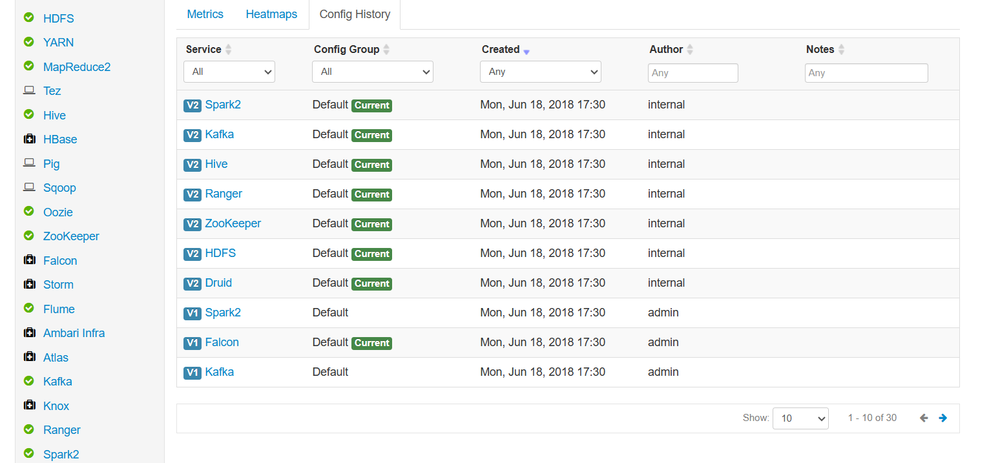 HDFS
YARN
MapReduce2
Tez
Hive
HBase
Pig
Sqoop
Oozie
ZooKeeper
Falcon
Storm
Flume
Ambari Infra
Atlas
Kafka
Knox
Ranger
Spark2
Metrics Heatmaps Config History
Service Config Group Created Author Notes
All All Any Any Any
V2 Spark2 Default Current Mon, Jun 18, 2018 17:30 internal
V2 Kafka Default Current Mon, Jun 18, 2018 17:30 internal
V2 Hive Default Current Mon, Jun 18, 2018 17:30 internal
V2 Ranger Default Current Mon, Jun 18, 2018 17:30 internal
V2 ZooKeeper Default Current Mon, Jun 18, 2018 17:30 internal
V2 HDFS Default Current Mon, Jun 18, 2018 17:30 internal
V2 Druid Default Current Mon, Jun 18, 2018 17:30 internal
V1 Spark2 Default Mon, Jun 18, 2018 17:30 admin
V1 Falcon Default Current Mon, Jun 18, 2018 17:30 admin
V1 Kafka Default Mon, Jun 18, 2018 17:30 admin
Show: 10 1 - 10 of 30